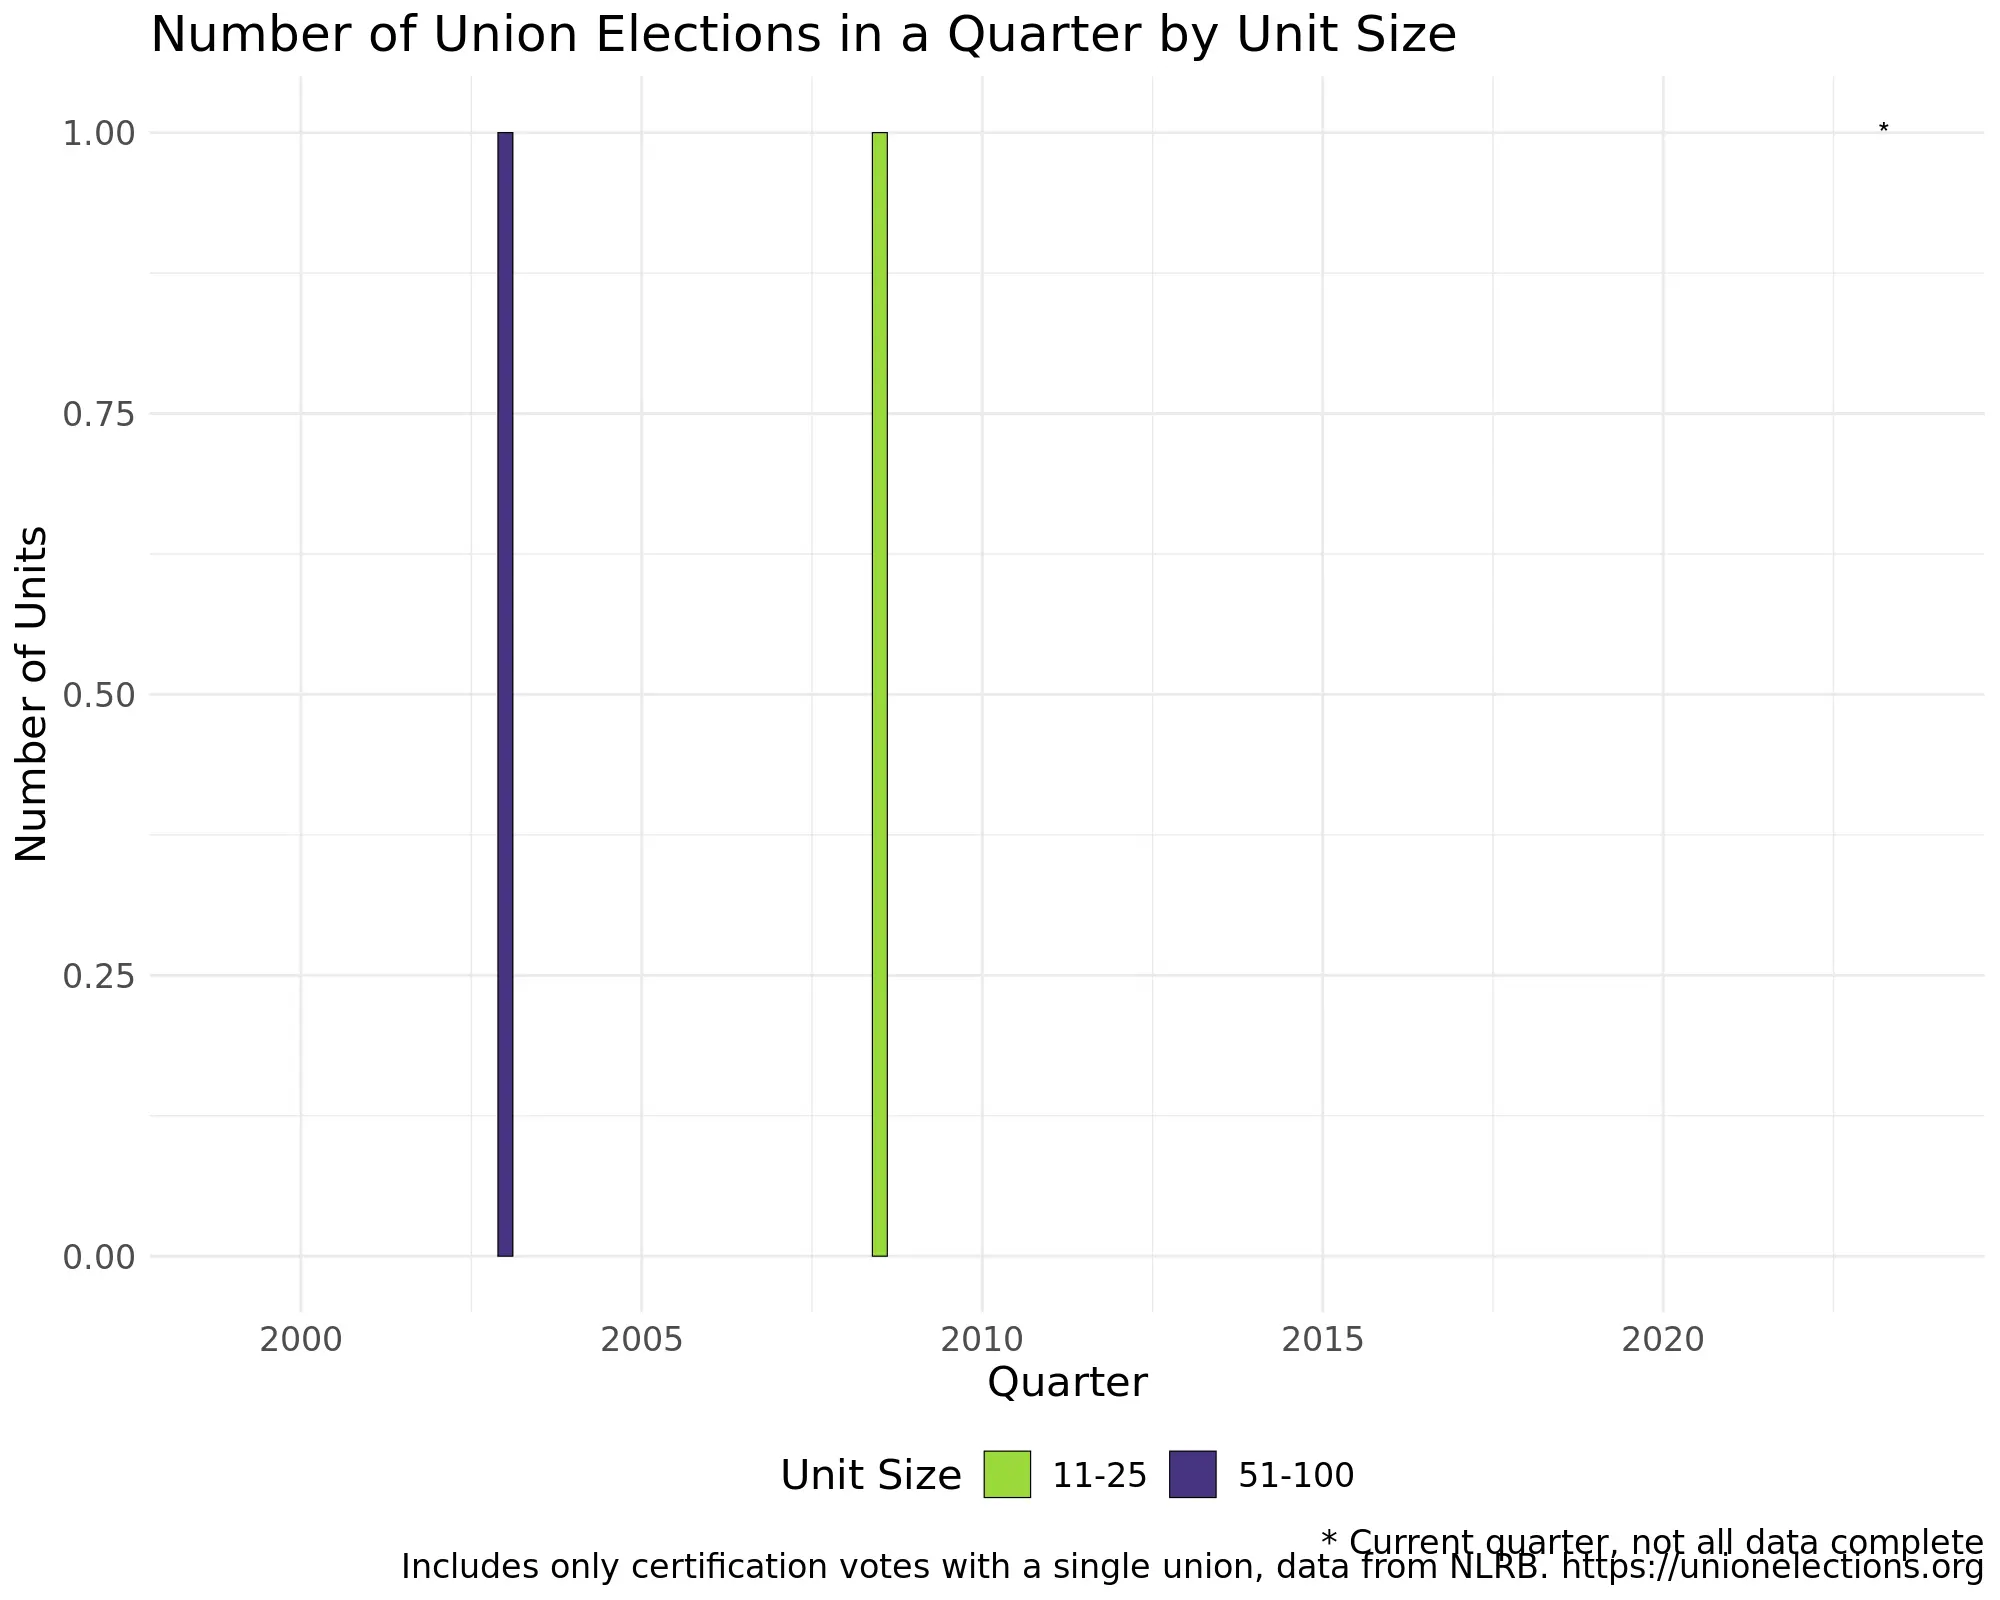 Number of Union Elections in a Quarter by Unit Size
*
1.00
0.75
0.50
0.25
0.00
Number of Units
2000 2005 2010 2015 2020
Quarter
Unit Size 11-25 51-100
* Current quarter, not all data complete
Includes only certification votes with a single union, data from NLRB. https://unionelections.org